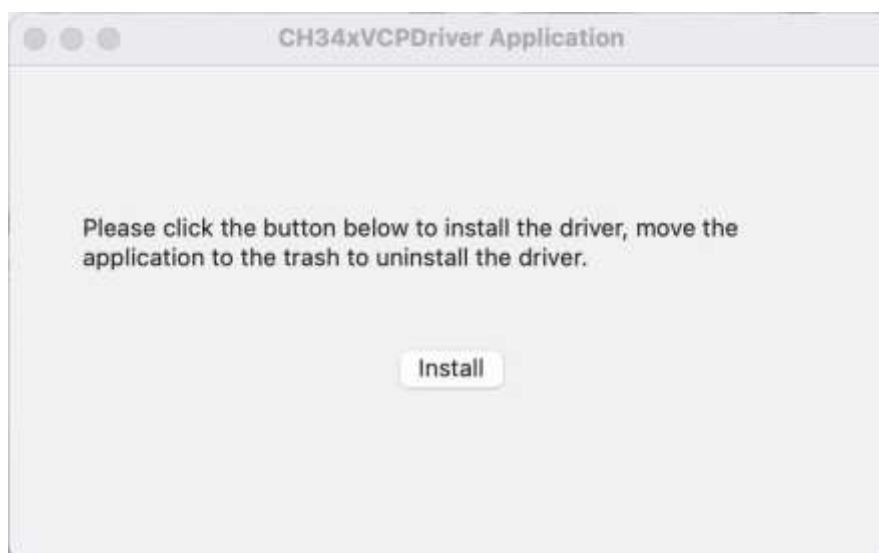 CH34xVCPDriver Application
Please click the button below to install the driver, move the
application to the trash to uninstall the driver.
Install